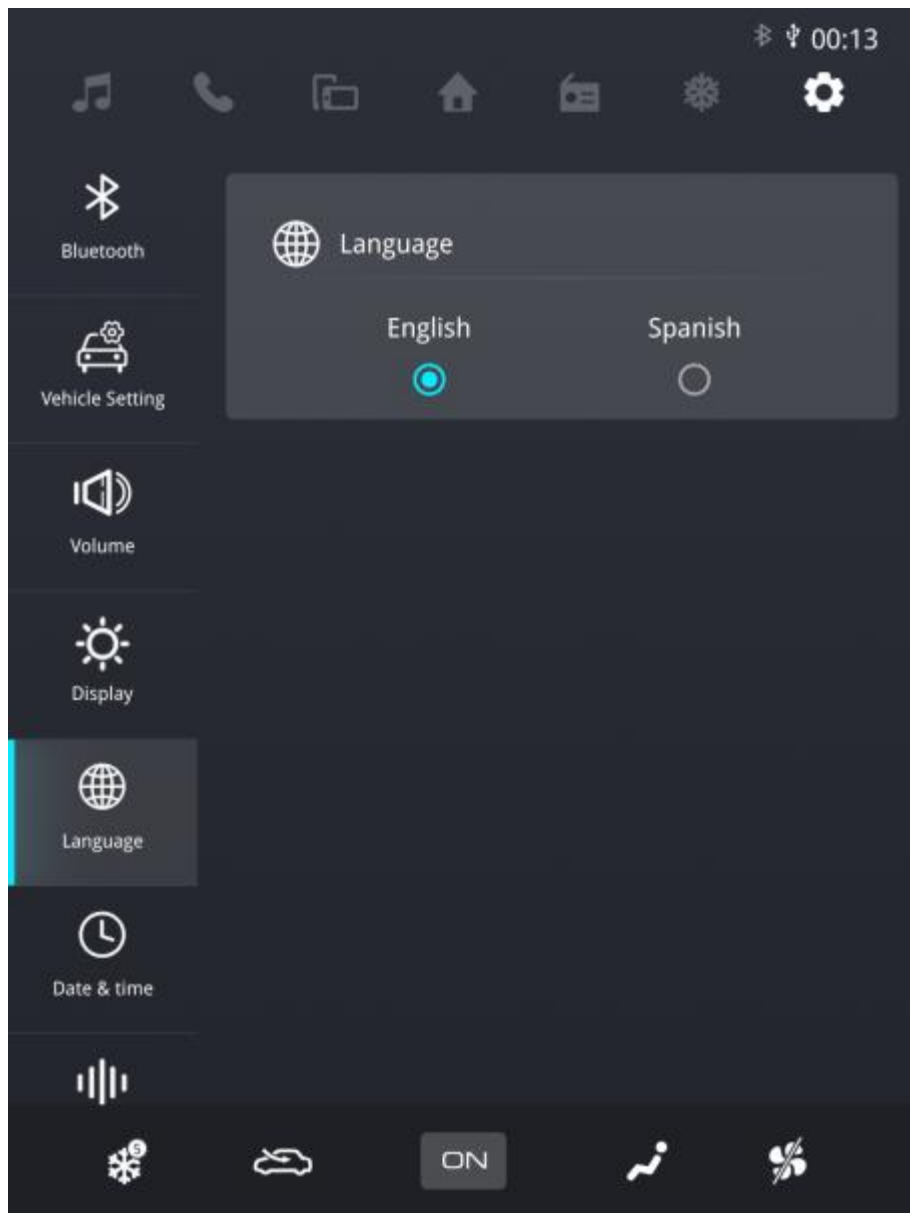 00:13
Bluetooth
Language
English Spanish
Vehicle Setting
Volume
Display
Language
Date & time
S
ON